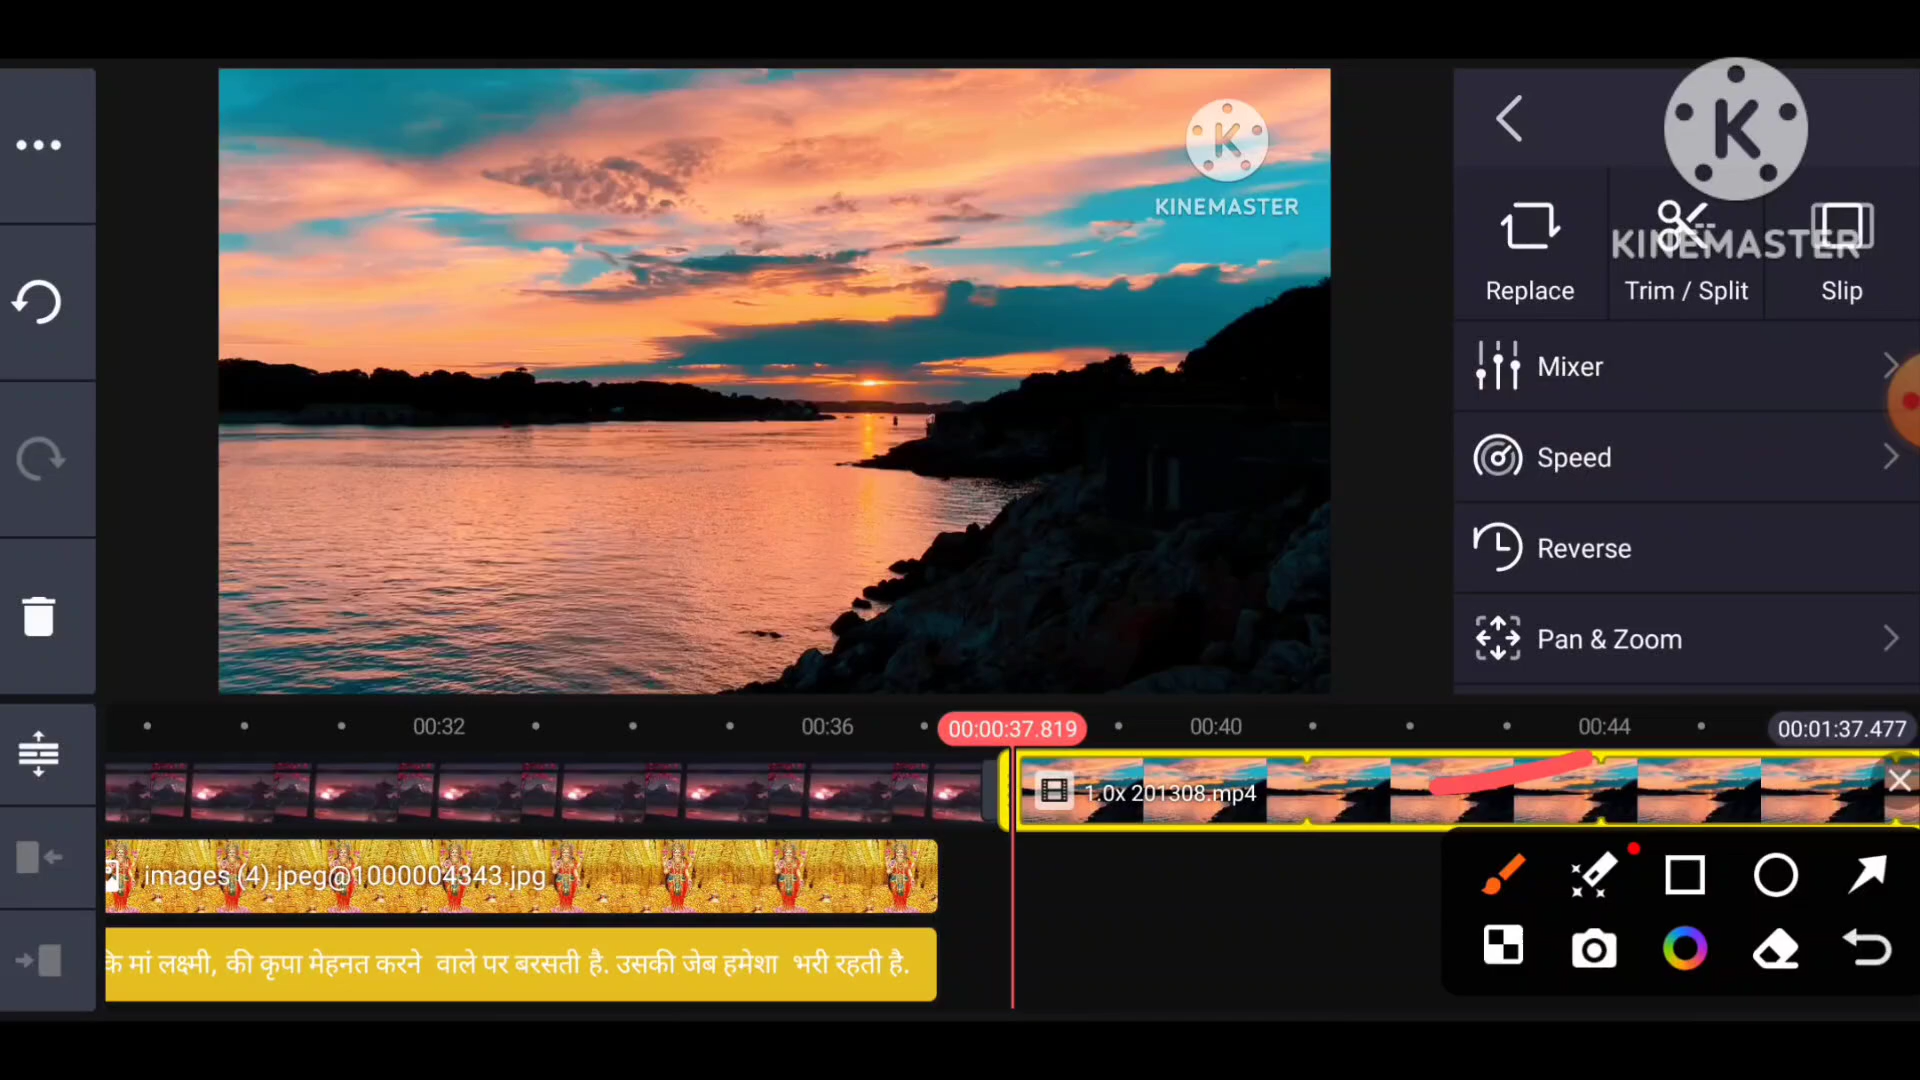 KINEMASTER
K
K
KINEMASTER
Replace
Trim / Split
Slip
Mixer
Speed
Reverse
Pan & Zoom
00:32
00:36
00:00:37.819
00:40
00:44
00:01:37.477
1.0x 201308.mp4
images (4).jpeg@1000004343.jpg
कि मां लक्ष्मी, की कृपा मेहनत करने वाले पर बरसती है. उसकी जेब हमेशा भरी रहती है.